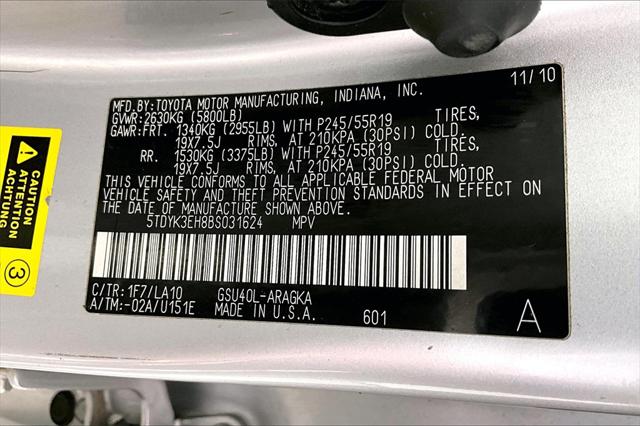 11/10
MFD.BY:TOYOTA MOTOR MANUFACTURING, INDIANA, INC.
GVWR:2630KG (5800LB)
GAWR:FRT. 1340KG (2955LB) WITH P245/55R19 TIRES,
19X7.5J RIMS, AT 210KPA (30PSI) COLD.
RR. 1530KG (3375LB) WITH P245/55R19 TIRES,
19X7.5J RIMS, AT 210KPA (30PSI) COLD.
THIS VEHICLE CONFORMS TO ALL APPLICABLE FEDERAL MOTOR
VEHICLE SAFETY AND THEFT PREVENTION STANDARDS IN EFFECT ON
THE DATE OF MANUFACTURE SHOWN ABOVE.
5TDYK3EH8BS031624 MPV
C/TR:1F7/LA10 GSU40L-ARAGKA
A/TM:-02A/U151E MADE IN U.S.A. 601
A
CAUTION
ATTENTION
ACHTUNG
3